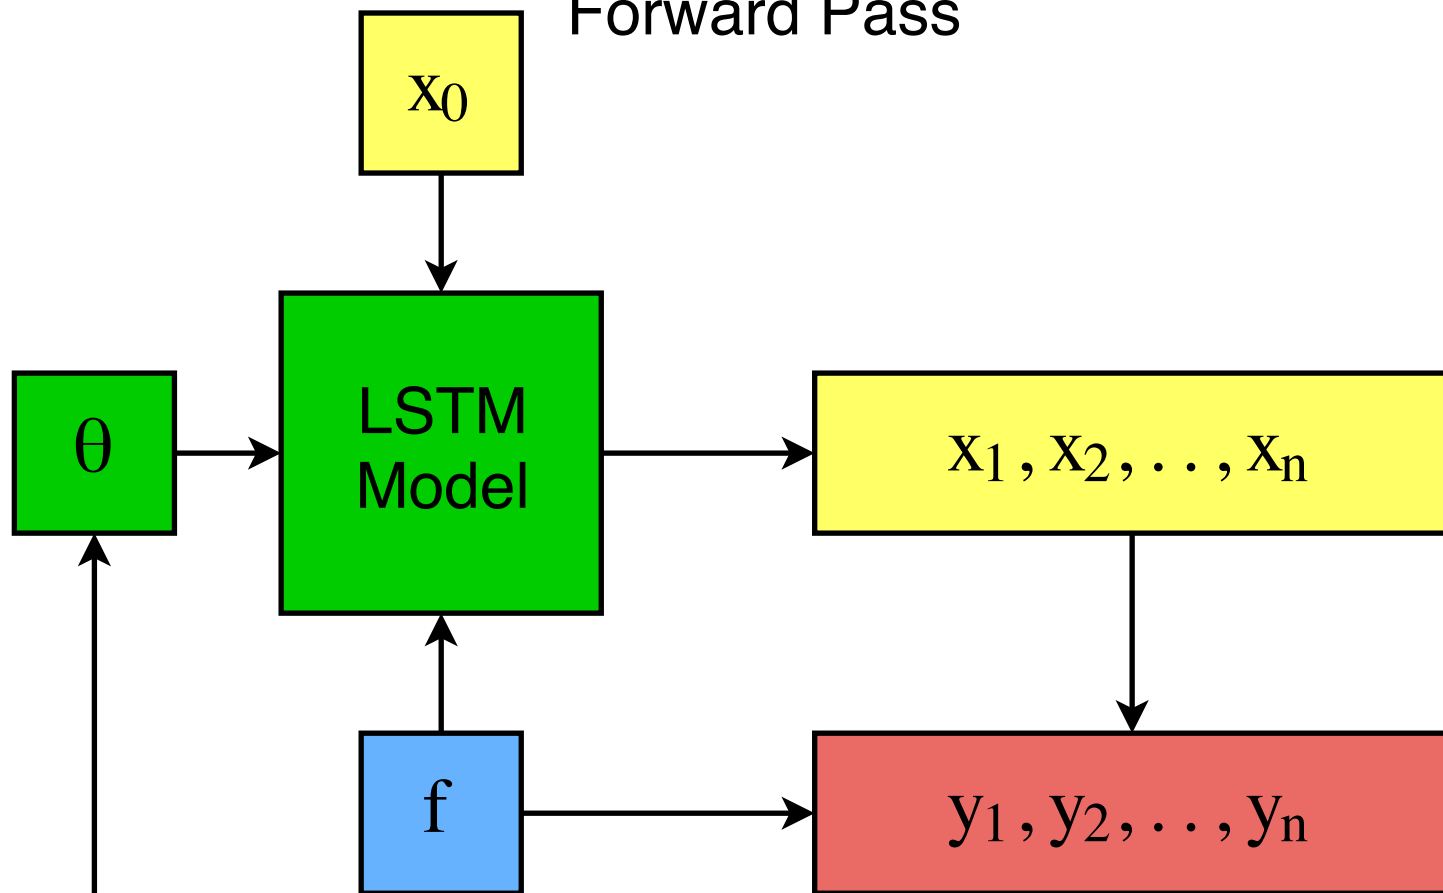 Forward Pass
x₀
LSTM
Model
θ
x₁, x₂, . . , xₙ
f
y₁, y₂, . . , yₙ